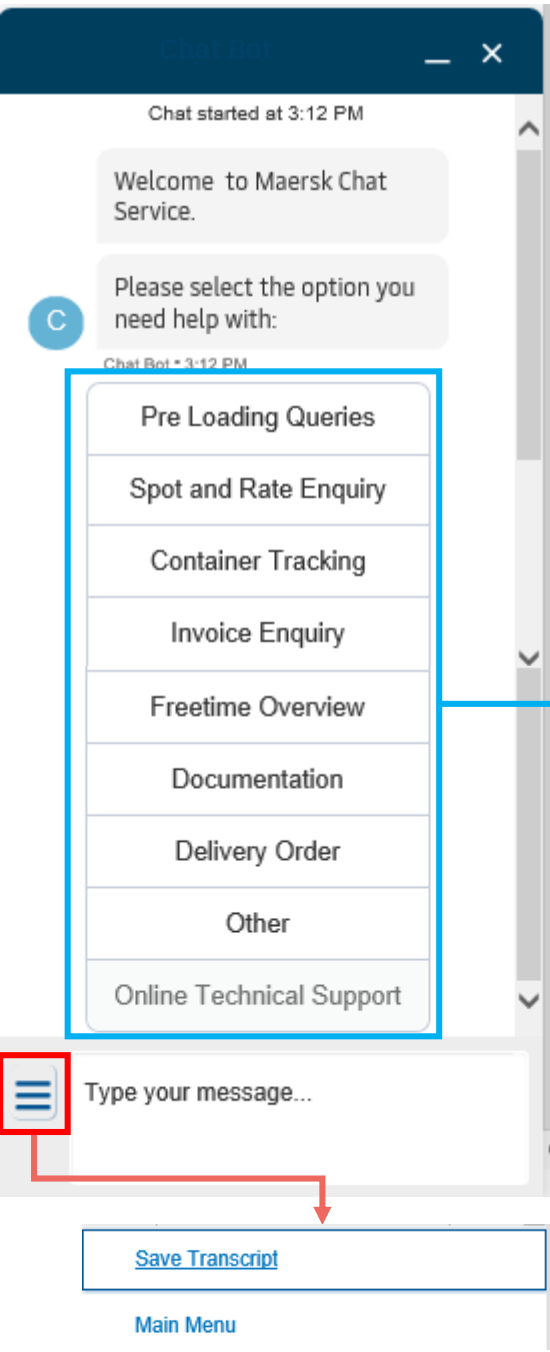 Chat Bot
Chat started at 3:12 PM
Welcome to Maersk Chat
Service.
Please select the option you
need help with:
C
Chat Bot • 3:12 PM
Pre Loading Queries
Spot and Rate Enquiry
Container Tracking
Invoice Enquiry
Freetime Overview
Documentation
Delivery Order
Other
Online Technical Support
Type your message...
Save Transcript
Main Menu